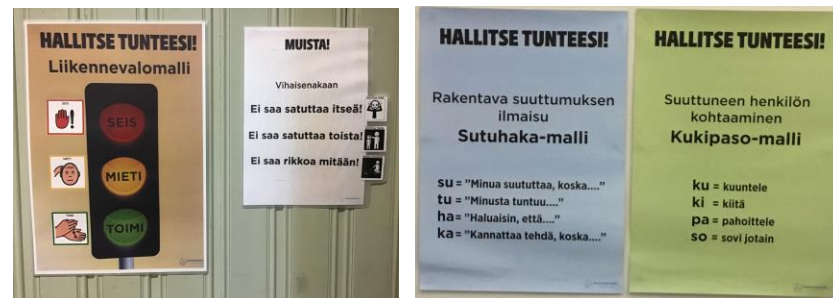 HALLITSE TUNTEESI!
Liikennevalomalli
SEIS
MIETI
TOIMI
MUISTA!
Vihaisenakaan
Ei saa satuttaa itseä!
Ei saa satuttaa toista!
Ei saa rikkoa mitään!
HALLITSE TUNTEESI!
Rakentava suuttumuksen
ilmaisu
Sutuhaka-malli
su = "Minua suututtaa, koska...."
tu = "Minusta tuntuu...."
ha= "Haluaisin, että...."
ka= "Kannattaa tehdä, koska...."
HALLITSE TUNTEESI!
Suuttuneen henkilön
kohtaaminen
Kukipaso-malli
ku = kuuntele
ki = kiitä
pa = pahoittele
so = sovi jotain